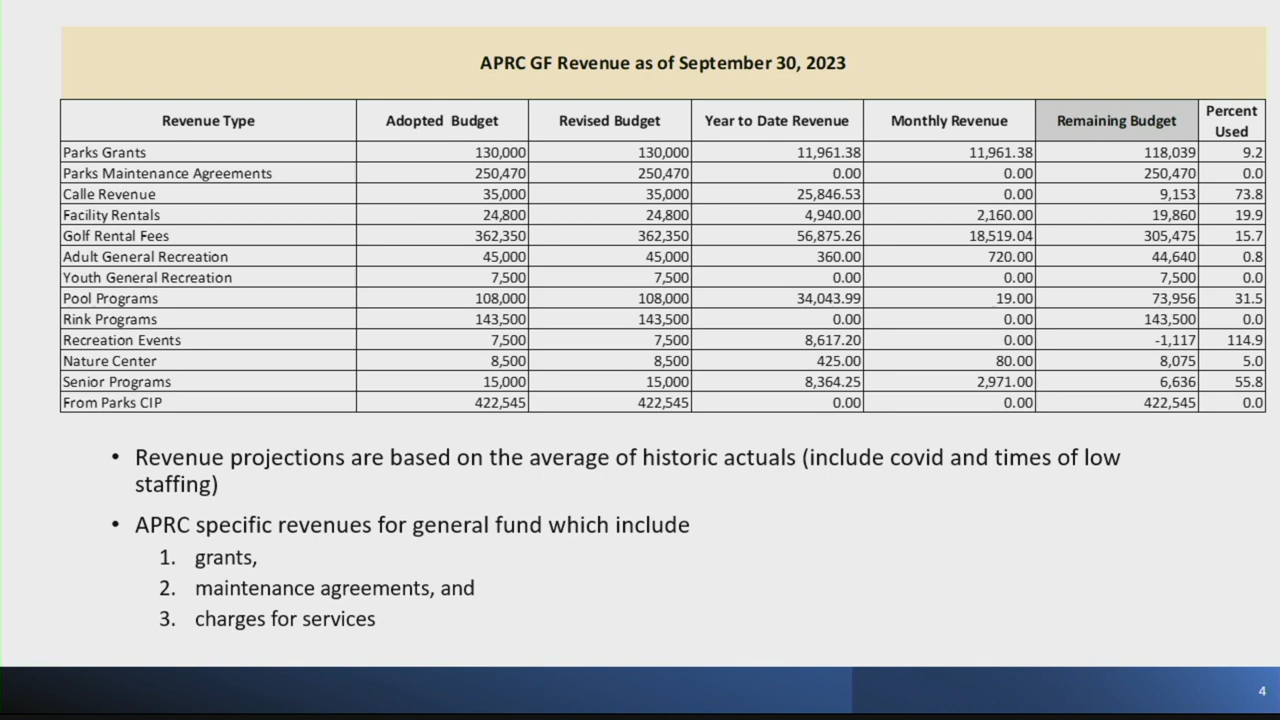 APRC GF Revenue as of September 30, 2023
Revenue Type Adopted Budget Revised Budget Year to Date Revenue Monthly Revenue Remaining Budget Percent Used
Parks Grants 130,000 130,000 11,961.38 11,961.38 118,039 9.2
Parks Maintenance Agreements 250,470 250,470 0.00 0.00 250,470 0.0
Calle Revenue 35,000 35,000 25,846.53 0.00 9,153 73.8
Facility Rentals 24,800 24,800 4,940.00 2,160.00 19,860 19.9
Golf Rental Fees 362,350 362,350 56,875.26 18,519.04 305,475 15.7
Adult General Recreation 45,000 45,000 360.00 720.00 44,640 0.8
Youth General Recreation 7,500 7,500 0.00 0.00 7,500 0.0
Pool Programs 108,000 108,000 34,043.99 19.00 73,956 31.5
Rink Programs 143,500 143,500 0.00 0.00 143,500 0.0
Recreation Events 7,500 7,500 8,617.20 0.00 -1,117 114.9
Nature Center 8,500 8,500 425.00 80.00 8,075 5.0
Senior Programs 15,000 15,000 8,364.25 2,971.00 6,636 55.8
From Parks CIP 422,545 422,545 0.00 0.00 422,545 0.0
• Revenue projections are based on the average of historic actuals (include covid and times of low
staffing)
• APRC specific revenues for general fund which include
1. grants,
2. maintenance agreements, and
3. charges for services
4